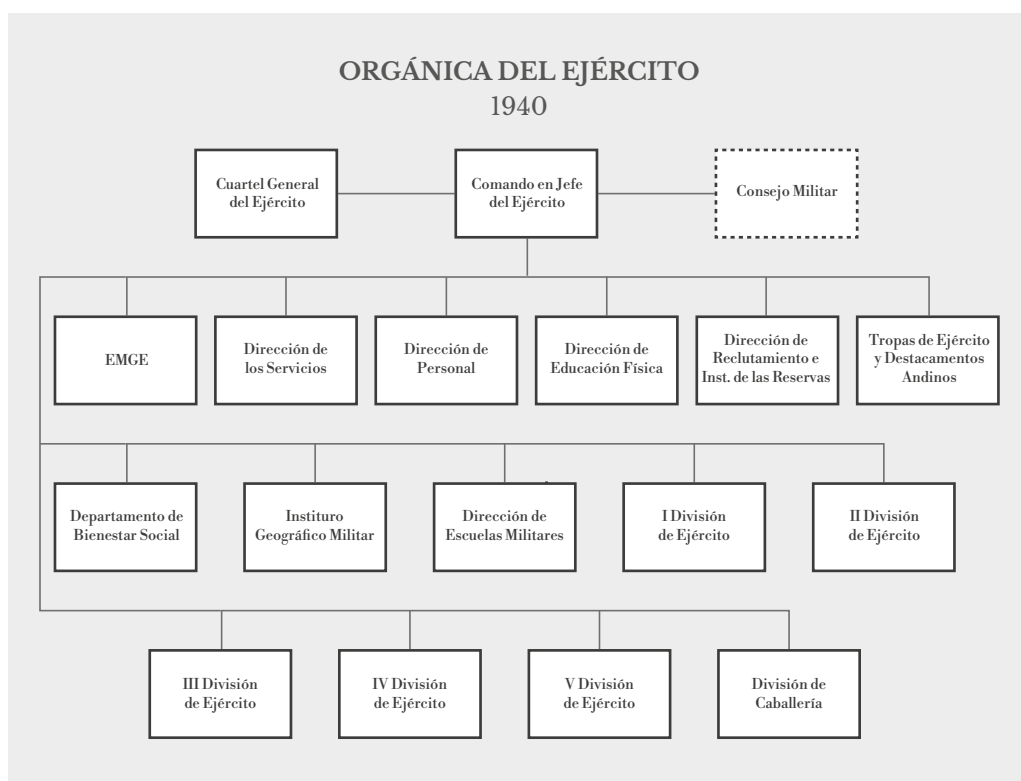 ORGÁNICA DEL EJÉRCITO
1940
Cuartel General
del Ejército
Comando en Jefe
del Ejército
Consejo Militar
EMGE
Dirección de
los Servicios
Dirección de
Personal
Dirección de
Educación Física
Dirección de
Reclutamiento e
Inst. de las Reservas
Tropas de Ejército
y Destacamentos
Andinos
Departamento de
Bienestar Social
Instituro
Geográfico Militar
Dirección de
Escuelas Militares
I División
de Ejército
II División
de Ejército
III División
de Ejército
IV División
de Ejército
V División
de Ejército
División de
Caballería